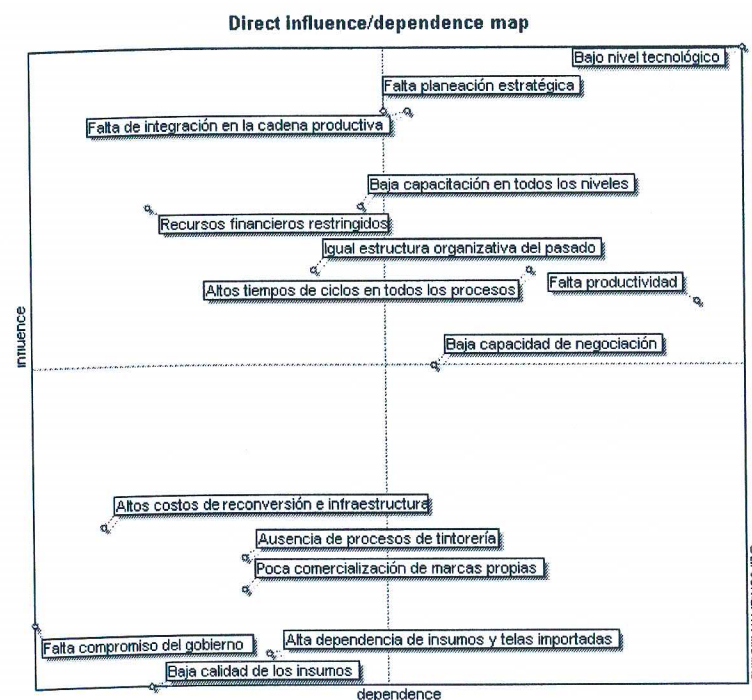 Direct influence/dependence map
Bajo nivel tecnológico
Falta planeación estratégica
Falta de integración en la cadena productiva
Baja capacitación en todos los niveles
Recursos financieros restringidos
Igual estructura organizativa del pasado
Altos tiempos de ciclos en todos los procesos
Falta productividad
influence
Baja capacidad de negociación
Altos costos de reconversión e infraestructura
Ausencia de procesos de tintorería
Poca comercialización de marcas propias
Falta compromiso del gobierno
Alta dependencia de insumos y telas importadas
Baja calidad de los insumos
dependence